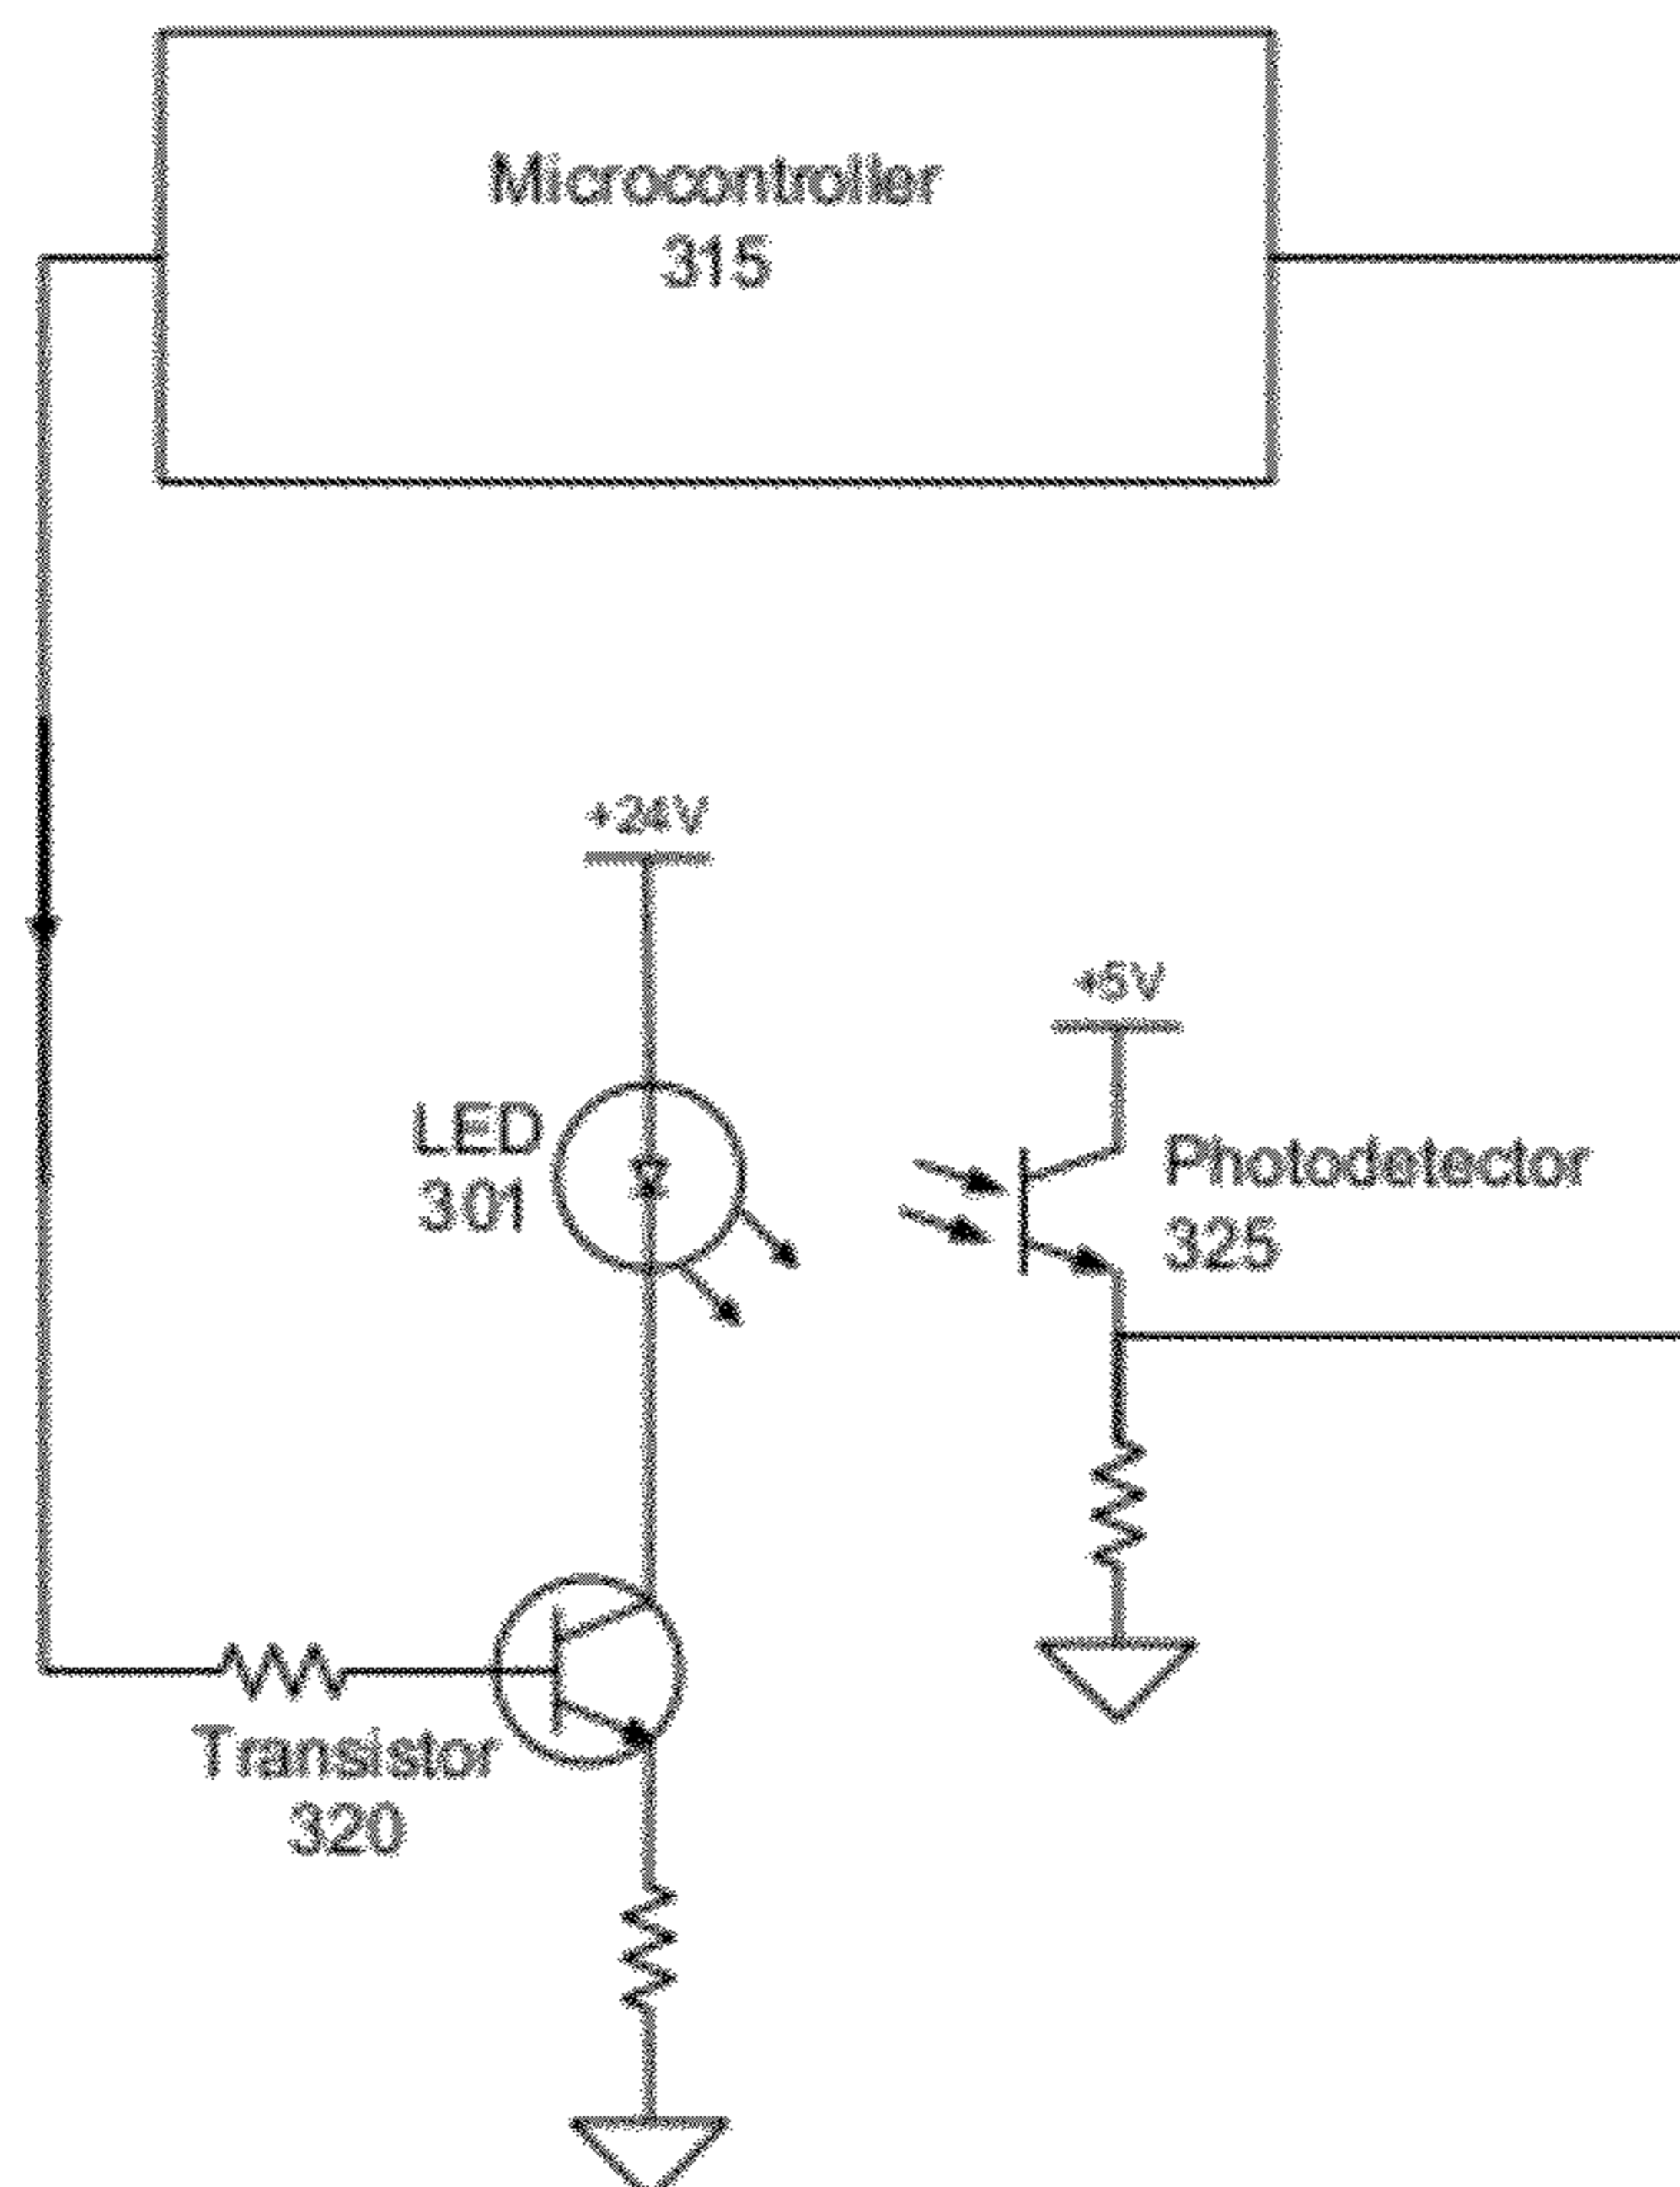 Microcontroller
315
+24V
+5V
LED
301
Photodetector
325
Transistor
320